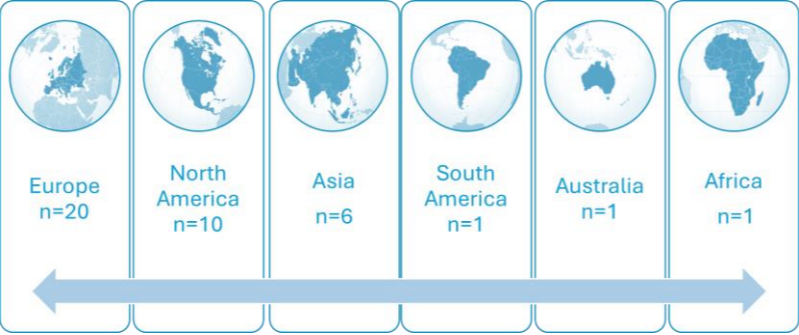 Europe
n=20
North
America
n=10
Asia
n=6
South
America
n=1
Australia
n=1
Africa
n=1